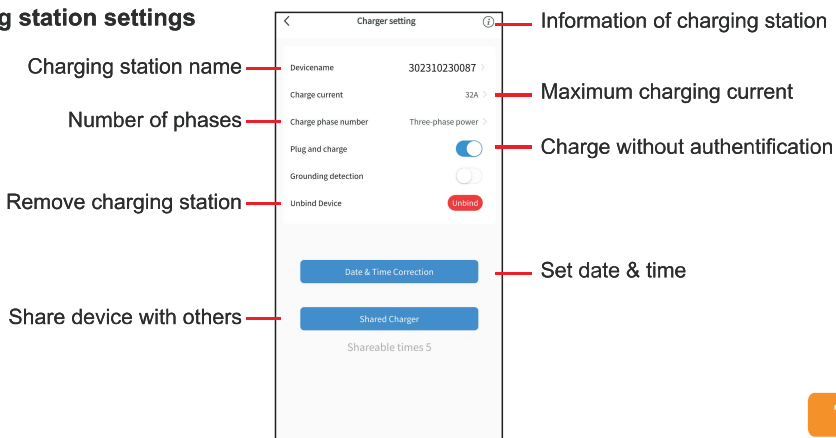 g station settings
Charger setting
Information of charging station
Charging station name
Devicename 302310230087
Charge current 32A
Maximum charging current
Number of phases
Charge phase number Three-phase power
Plug and charge
Charge without authentification
Grounding detection
Remove charging station
Unbind Device Unbind
Date & Time Correction
Set date & time
Share device with others
Shared Charger
Shareable times 5